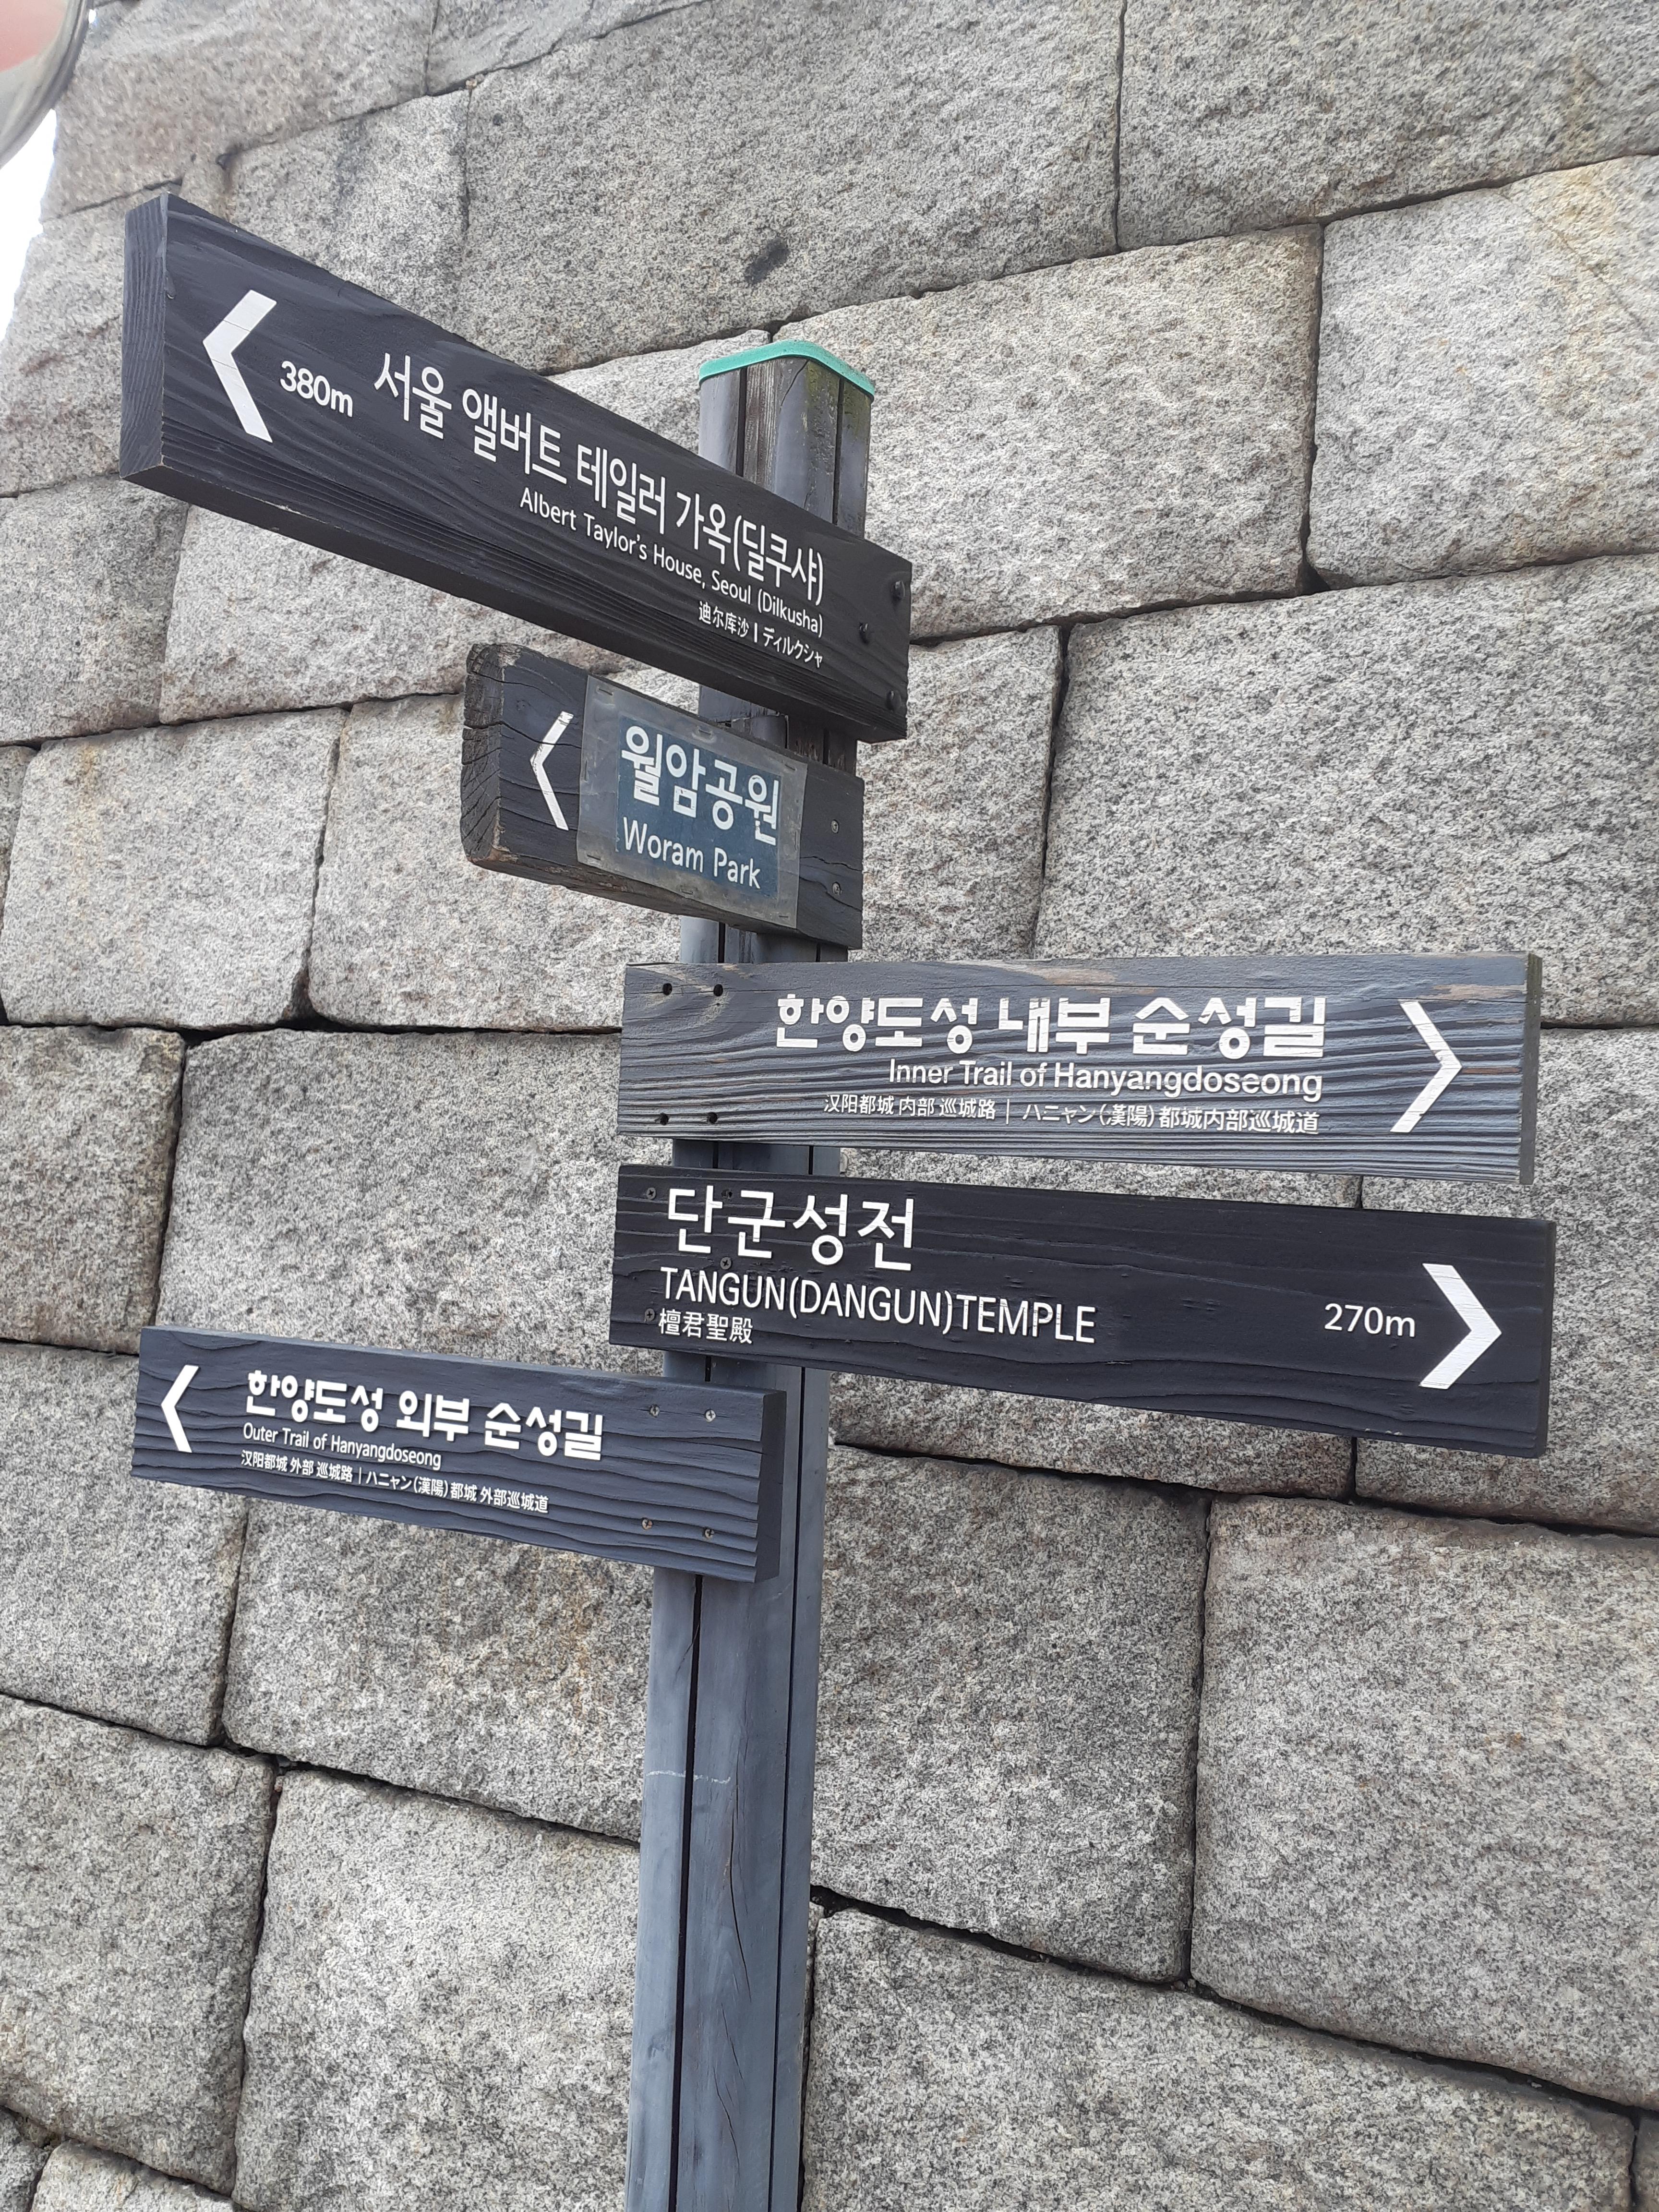 380m
서울 앨버트 테일러 가옥(딜쿠샤)
Albert Taylor's House, Seoul (Dilkusha)
迪尔库沙 | ディルクシャ
월암공원
Woram Park
한양도성 내부 순성길
Inner Trail of Hanyangdoseong
汉阳都城 内部 巡城路 | ハニャン(漢陽)都城内部巡城道
단군성전
TANGUN(DANGUN)TEMPLE
檀君聖殿
270m
한양도성 외부 순성길
Outer Trail of Hanyangdoseong
汉阳都城 外部 巡城路 | ハニャン(漢陽)都城 外部巡城道